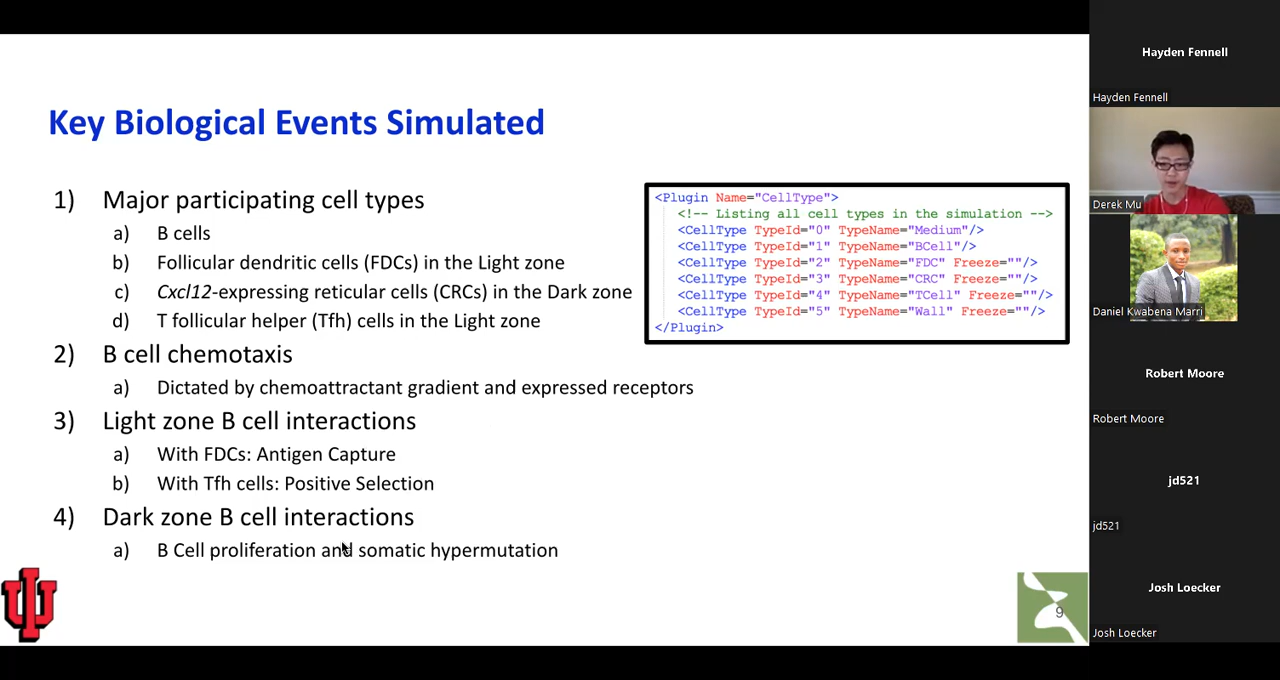 Key Biological Events Simulated
1) Major participating cell types
a) B cells
b) Follicular dendritic cells (FDCs) in the Light zone
c) Cxcl12-expressing reticular cells (CRCs) in the Dark zone
d) T follicular helper (Tfh) cells in the Light zone
2) B cell chemotaxis
a) Dictated by chemoattractant gradient and expressed receptors
3) Light zone B cell interactions
a) With FDCs: Antigen Capture
b) With Tfh cells: Positive Selection
4) Dark zone B cell interactions
a) B Cell proliferation and somatic hypermutation
<Plugin Name="CellType">
<!-- Listing all cell types in the simulation -->
<CellType TypeId="0" TypeName="Medium"/>
<CellType TypeId="1" TypeName="BCell"/>
<CellType TypeId="2" TypeName="FDC" Freeze=""/>
<CellType TypeId="3" TypeName="CRC" Freeze=""/>
<CellType TypeId="4" TypeName="TCell" Freeze=""/>
<CellType TypeId="5" TypeName="Wall" Freeze=""/>
</Plugin>
9
Hayden Fennell
Hayden Fennell
Derek Mu
Daniel Kwabena Marri
Robert Moore
Robert Moore
jd521
jd521
Josh Loecker
Josh Loecker